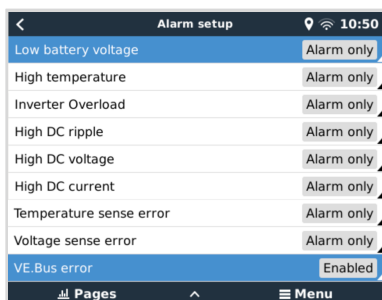 Alarm setup 10:50
Low battery voltage Alarm only
High temperature Alarm only
Inverter Overload Alarm only
High DC ripple Alarm only
High DC voltage Alarm only
High DC current Alarm only
Temperature sense error Alarm only
Voltage sense error Alarm only
VE.Bus error Enabled
Pages Menu